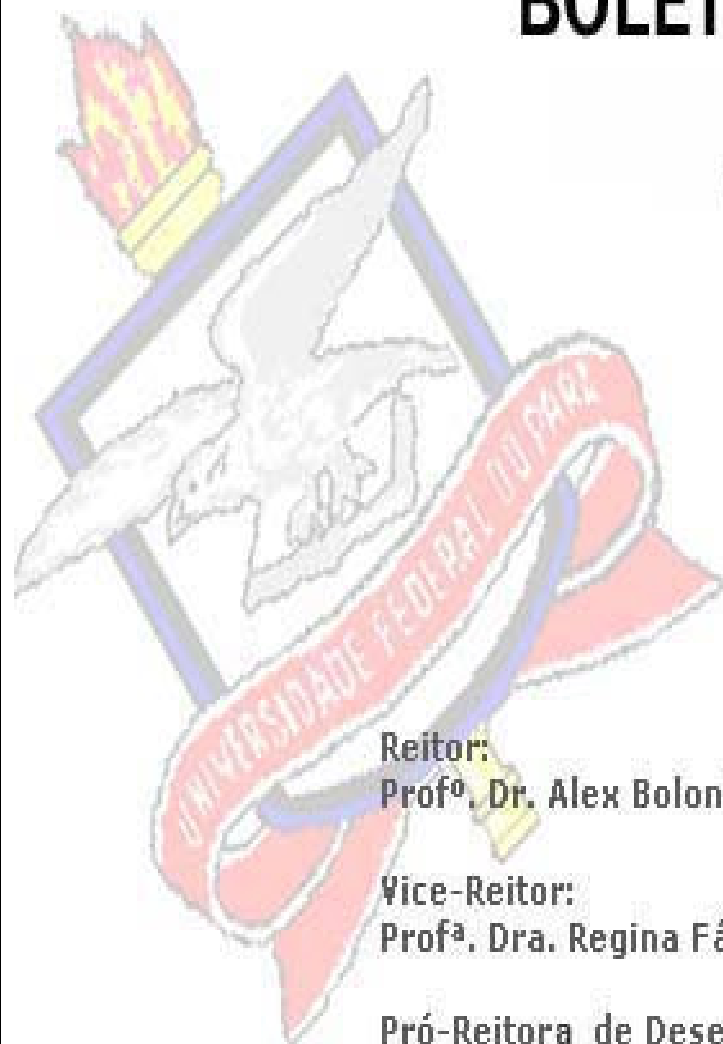 BOLET
UNIVERSIDADE FEDERAL DO PARÁ
Reitor:
Profº. Dr. Alex Bolon
Vice-Reitor:
Profª. Dra. Regina Fá
Pró-Reitora de Dese